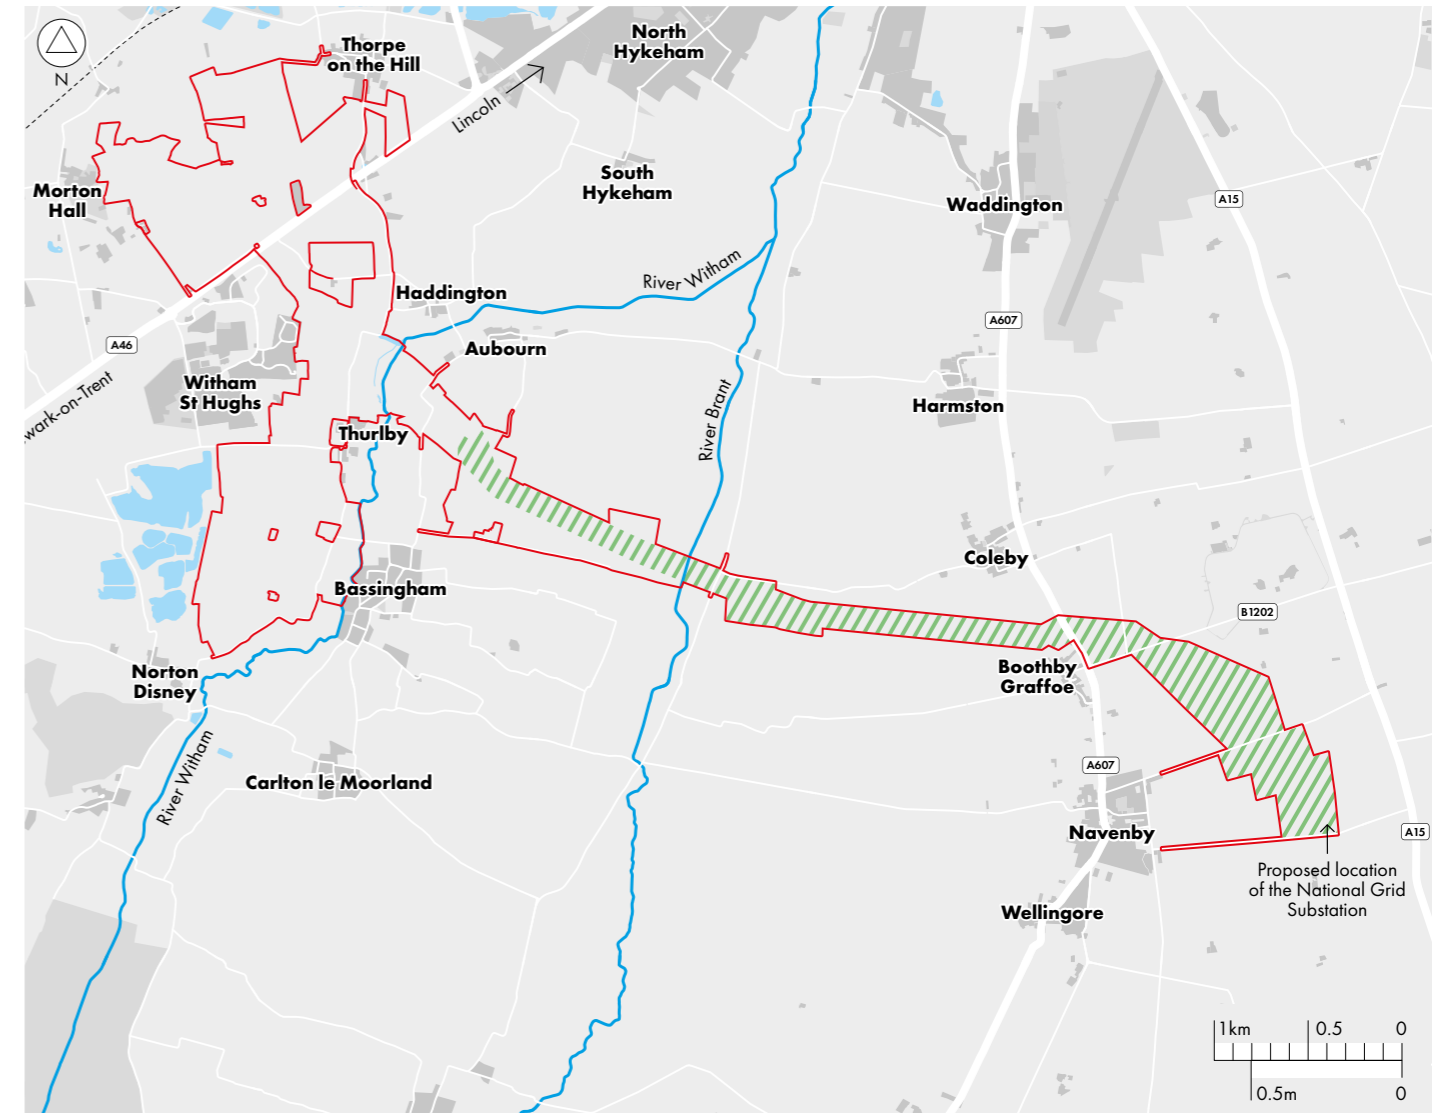 N
Thorpe
on the Hill
North
Hykeham
Lincoln
South
Hykeham
Morton
Hall
Waddington
A15
River Witham
Haddington
A607
A46
Aubourn
Witham
St Hughs
wark-on-Trent
River Brant
Harmston
Thurlby
Coleby
Bassingham
B1202
Norton
Disney
Boothby
Graffoe
River Witham
Carlton le Moorland
A607
Navenby
A15
Proposed location
of the National Grid
Substation
Wellingore
1km 0.5 0
0.5m 0